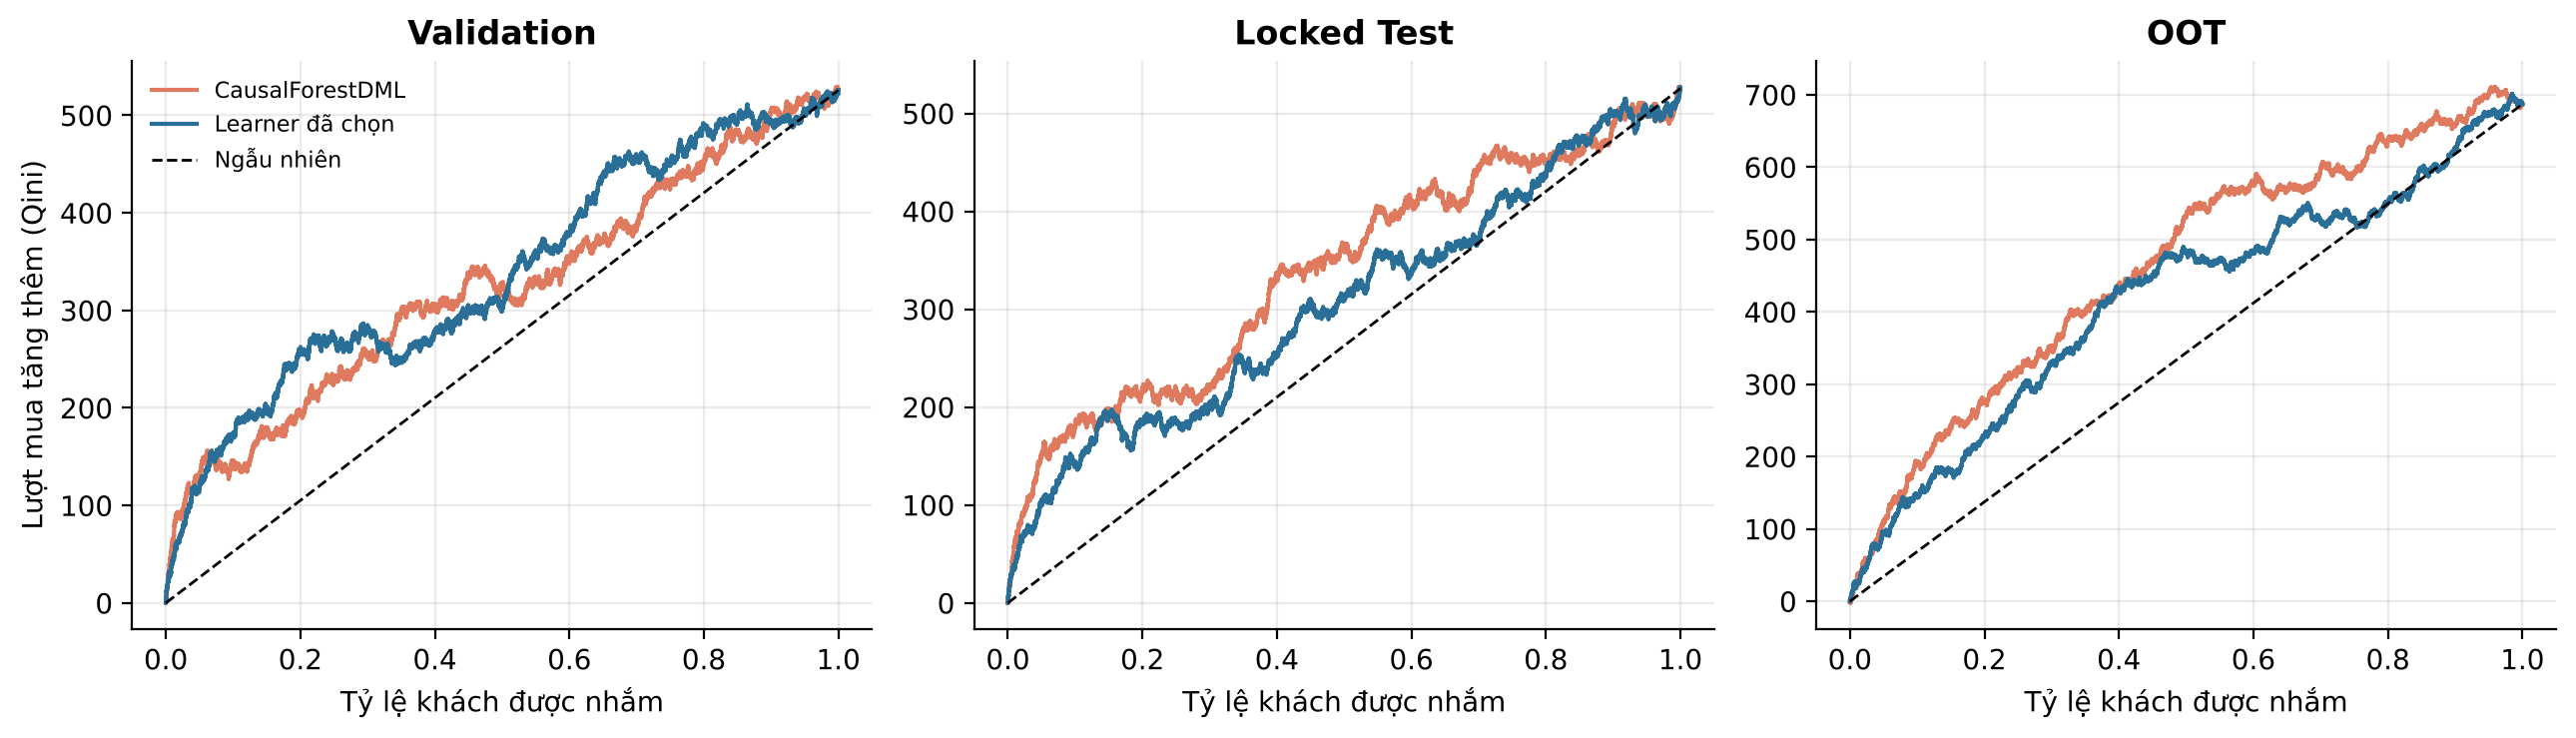 Validation
Locked Test
OOT
CausalForestDML
Learner đã chọn
Ngẫu nhiên
Lượt mua tăng thêm (Qini)
500
400
300
200
100
0
0.0 0.2 0.4 0.6 0.8 1.0
Tỷ lệ khách được nhắm
500
400
300
200
100
0
0.0 0.2 0.4 0.6 0.8 1.0
Tỷ lệ khách được nhắm
700
600
500
400
300
200
100
0
0.0 0.2 0.4 0.6 0.8 1.0
Tỷ lệ khách được nhắm